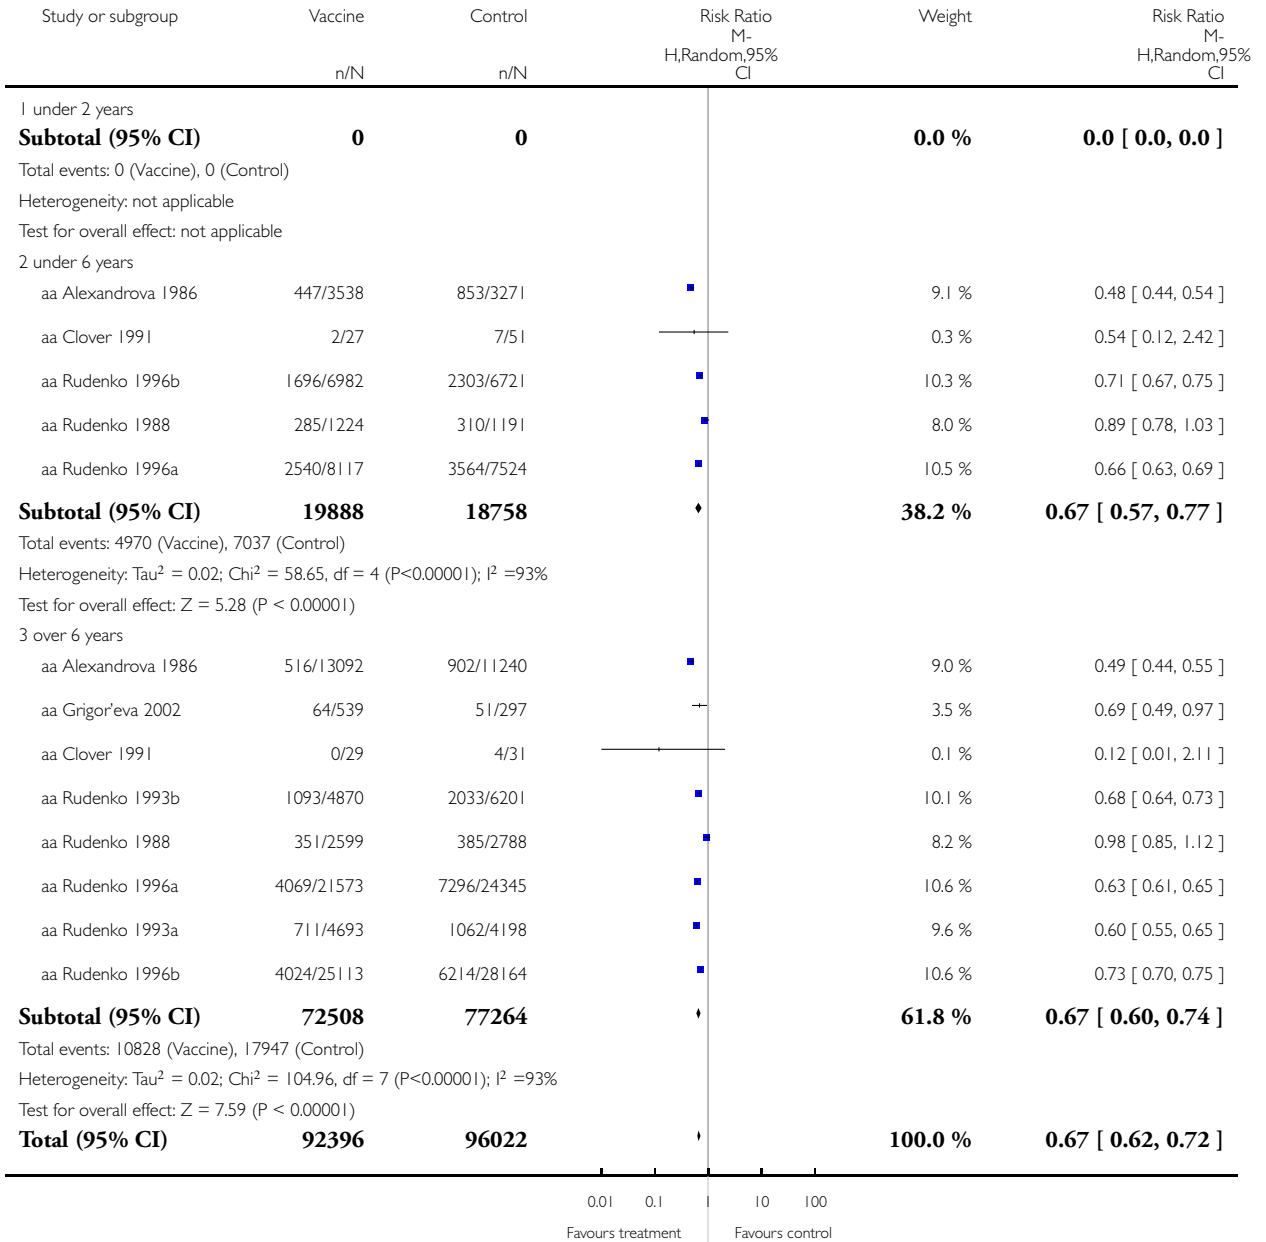 Study or subgroup Vaccine Control Risk Ratio Weight Risk Ratio
M- M-
H,Random,95% H,Random,95%
n/N n/N CI CI
1 under 2 years
Subtotal (95% CI) 0 0 0.0 % 0.0 [ 0.0, 0.0 ]
Total events: 0 (Vaccine), 0 (Control)
Heterogeneity: not applicable
Test for overall effect: not applicable
2 under 6 years
aa Alexandrova 1986 447/3538 853/3271 9.1 % 0.48 [ 0.44, 0.54 ]
aa Clover 1991 2/27 7/51 0.3 % 0.54 [ 0.12, 2.42 ]
aa Rudenko 1996b 1696/6982 2303/6721 10.3 % 0.71 [ 0.67, 0.75 ]
aa Rudenko 1988 285/1224 310/1191 8.0 % 0.89 [ 0.78, 1.03 ]
aa Rudenko 1996a 2540/8117 3564/7524 10.5 % 0.66 [ 0.63, 0.69 ]
Subtotal (95% CI) 19888 18758 38.2 % 0.67 [ 0.57, 0.77 ]
Total events: 4970 (Vaccine), 7037 (Control)
Heterogeneity: Tau² = 0.02; Chi² = 58.65, df = 4 (P<0.00001); I² =93%
Test for overall effect: Z = 5.28 (P < 0.00001)
3 over 6 years
aa Alexandrova 1986 516/13092 902/11240 9.0 % 0.49 [ 0.44, 0.55 ]
aa Grigor'eva 2002 64/539 51/297 3.5 % 0.69 [ 0.49, 0.97 ]
aa Clover 1991 0/29 4/31 0.1 % 0.12 [ 0.01, 2.11 ]
aa Rudenko 1993b 1093/4870 2033/6201 10.1 % 0.68 [ 0.64, 0.73 ]
aa Rudenko 1988 351/2599 385/2788 8.2 % 0.98 [ 0.85, 1.12 ]
aa Rudenko 1996a 4069/21573 7296/24345 10.6 % 0.63 [ 0.61, 0.65 ]
aa Rudenko 1993a 711/4693 1062/4198 9.6 % 0.60 [ 0.55, 0.65 ]
aa Rudenko 1996b 4024/25113 6214/28164 10.6 % 0.73 [ 0.70, 0.75 ]
Subtotal (95% CI) 72508 77264 61.8 % 0.67 [ 0.60, 0.74 ]
Total events: 10828 (Vaccine), 17947 (Control)
Heterogeneity: Tau² = 0.02; Chi² = 104.96, df = 7 (P<0.00001); I² =93%
Test for overall effect: Z = 7.59 (P < 0.00001)
Total (95% CI) 92396 96022 100.0 % 0.67 [ 0.62, 0.72 ]
0.01 0.1 1 10 100
Favours treatment Favours control